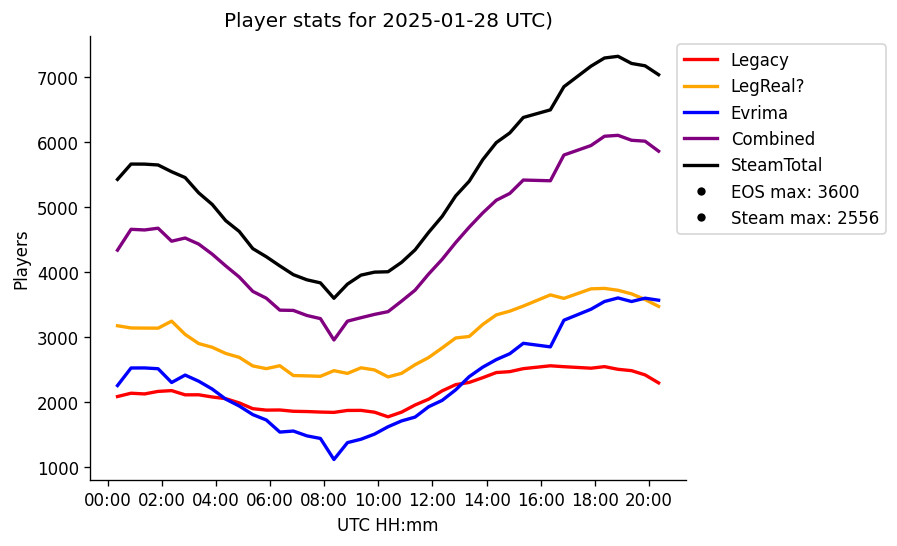 Player stats for 2025-01-28 UTC)
Legacy
LegReal?
Evrima
Combined
SteamTotal
EOS max: 3600
Steam max: 2556
Players
7000
6000
5000
4000
3000
2000
1000
00:00 02:00 04:00 06:00 08:00 10:00 12:00 14:00 16:00 18:00 20:00
UTC HH:mm